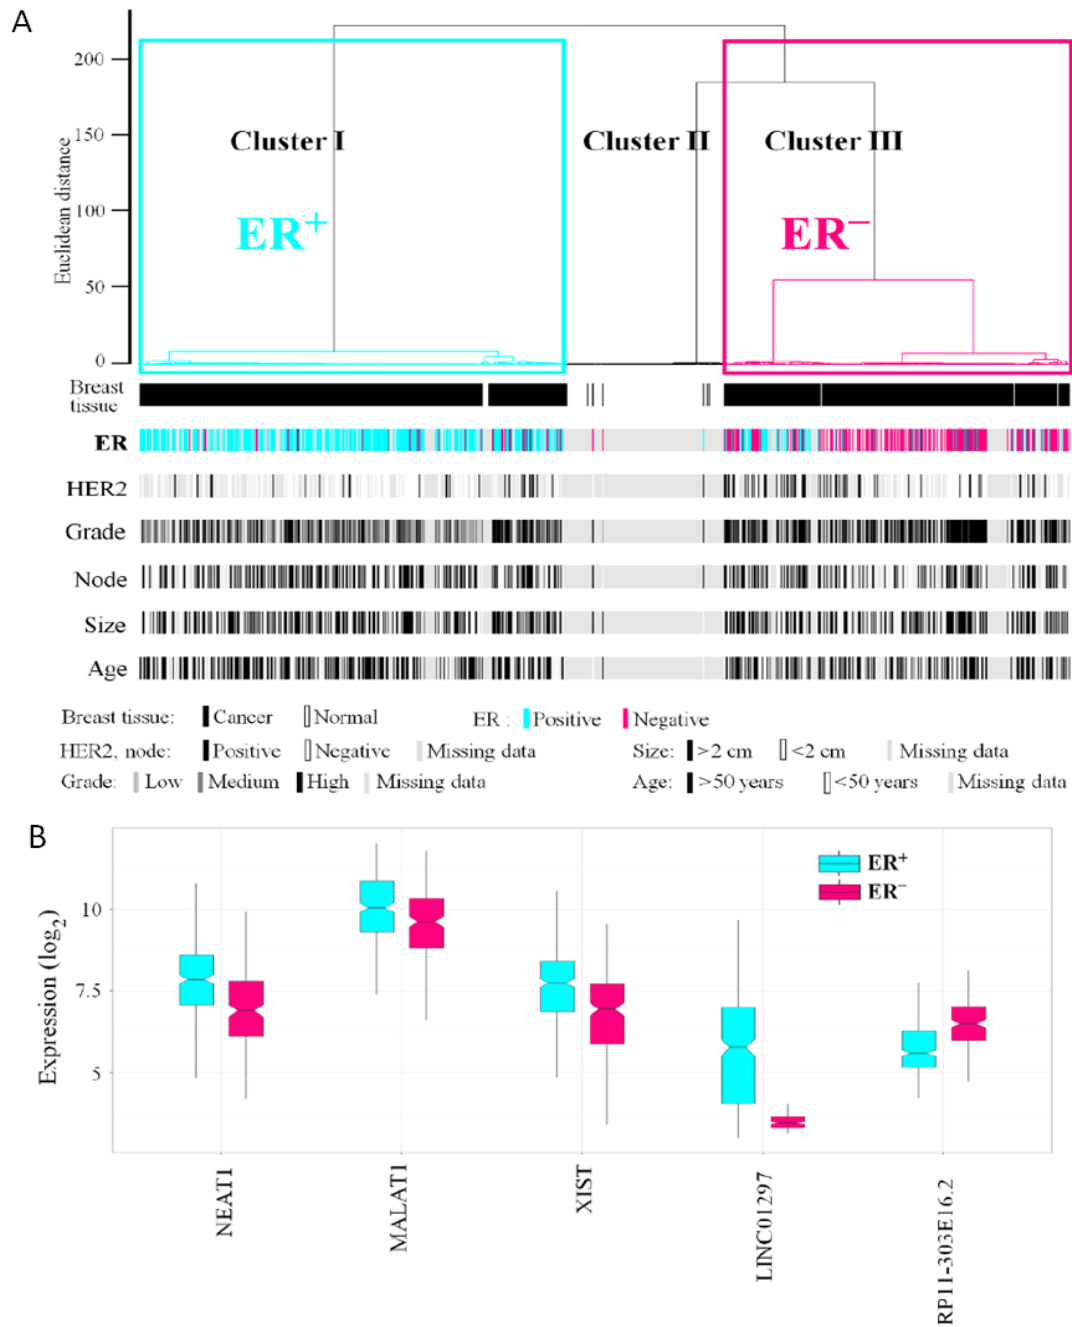 A
200
150
100
50
0
Euclidean distance
Cluster I
Cluster II
Cluster III
ER+
ER−
Breast
tissue
ER
HER2
Grade
Node
Size
Age
Breast tissue: Cancer Normal ER : Positive Negative
HER2, node: Positive Negative Missing data Size: >2 cm <2 cm Missing data
Grade: Low Medium High Missing data Age: >50 years <50 years Missing data
B
ER+
ER−
10
7.5
5
Expression (log2)
NEAT1
MALAT1
XIST
LINC01297
RP11-303E16.2